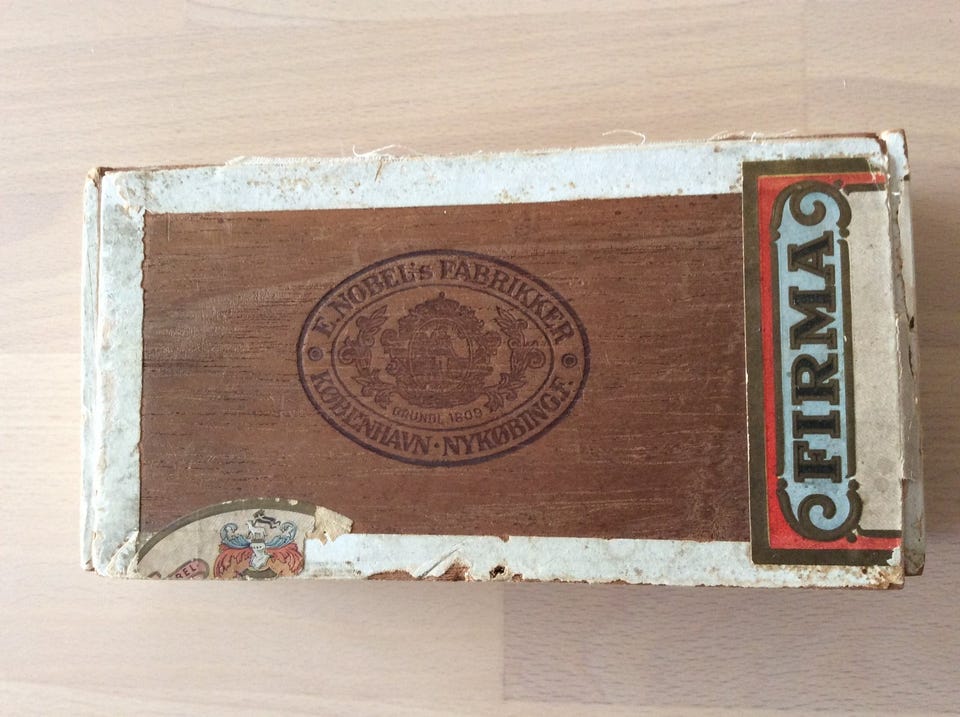 E. NOBEL's FABRIKKER
GRUNDL. 1809
KØBENHAVN · NYKØBING.F.
FIRMA